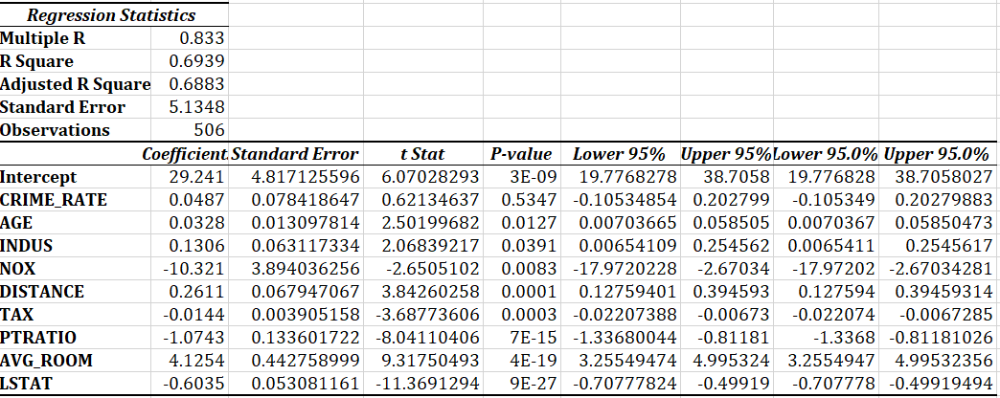 Regression Statistics
Multiple R 0.833
R Square 0.6939
Adjusted R Square 0.6883
Standard Error 5.1348
Observations 506
Coefficient Standard Error t Stat P-value Lower 95% Upper 95% Lower 95.0% Upper 95.0%
Intercept 29.241 4.817125596 6.07028293 3E-09 19.7768278 38.7058 19.776828 38.7058027
CRIME_RATE 0.0487 0.078418647 0.62134637 0.5347 -0.10534854 0.202799 -0.105349 0.20279883
AGE 0.0328 0.013097814 2.50199682 0.0127 0.00703665 0.058505 0.0070367 0.05850473
INDUS 0.1306 0.063117334 2.06839217 0.0391 0.00654109 0.254562 0.0065411 0.2545617
NOX -10.321 3.894036256 -2.6505102 0.0083 -17.9720228 -2.67034 -17.97202 -2.67034281
DISTANCE 0.2611 0.067947067 3.84260258 0.0001 0.12759401 0.394593 0.127594 0.39459314
TAX -0.0144 0.003905158 -3.68773606 0.0003 -0.02207388 -0.00673 -0.022074 -0.0067285
PTRATIO -1.0743 0.133601722 -8.04110406 7E-15 -1.33680044 -0.81181 -1.3368 -0.81181026
AVG_ROOM 4.1254 0.442758999 9.31750493 4E-19 3.25549474 4.995324 3.2554947 4.99532356
LSTAT -0.6035 0.053081161 -11.3691294 9E-27 -0.70777824 -0.49919 -0.707778 -0.49919494